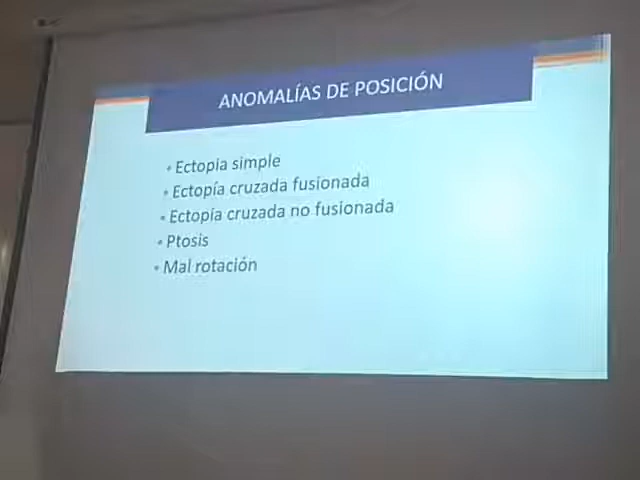 ANOMALÍAS DE POSICIÓN
• Ectopia simple
• Ectopía cruzada fusionada
• Ectopía cruzada no fusionada
• Ptosis
• Mal rotación